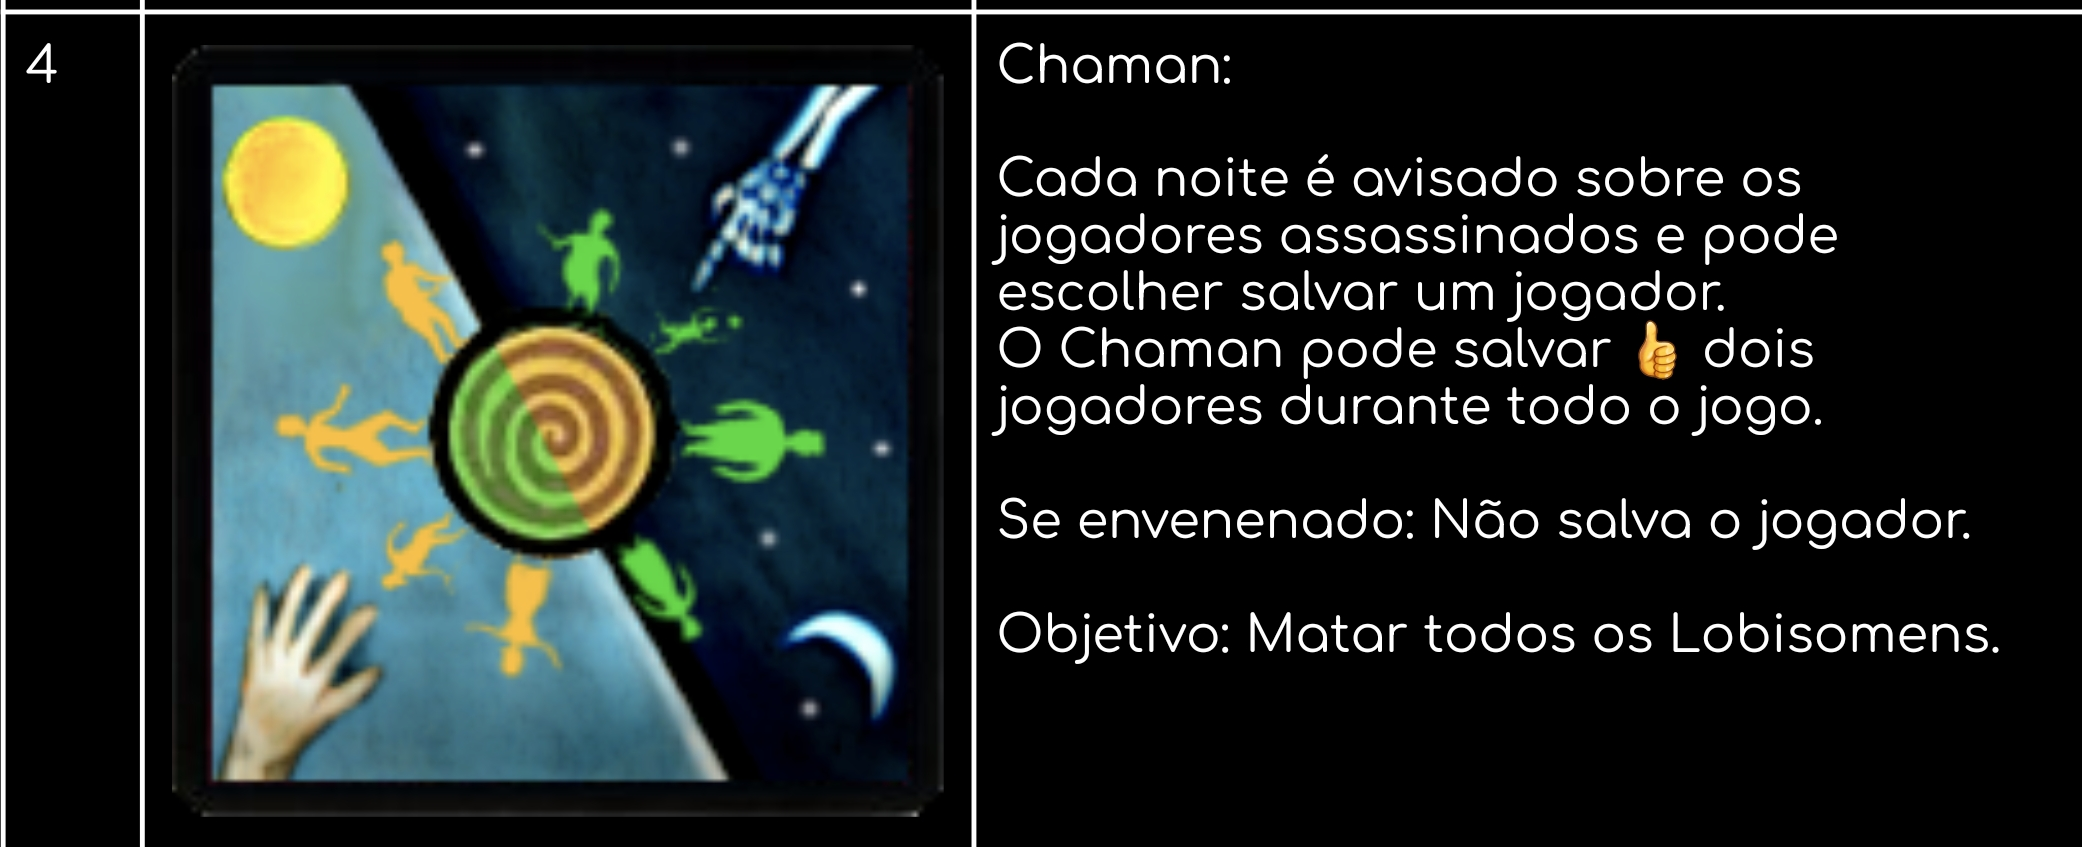 4
Chaman:
Cada noite é avisado sobre os
jogadores assassinados e pode
escolher salvar um jogador.
O Chaman pode salvar 👍 dois
jogadores durante todo o jogo.
Se envenenado: Não salva o jogador.
Objetivo: Matar todos os Lobisomens.